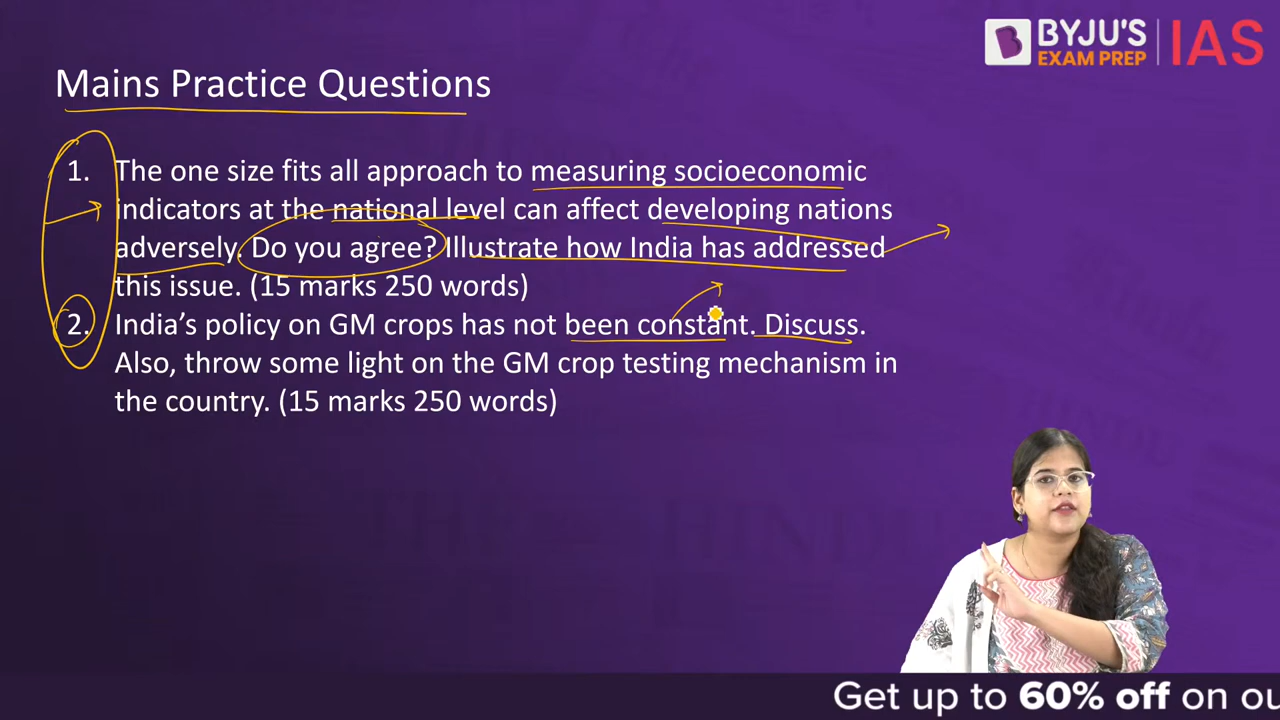 BYJU'S
EXAM PREP
IAS
Mains Practice Questions
1. The one size fits all approach to measuring socioeconomic
indicators at the national level can affect developing nations
adversely. Do you agree? Illustrate how India has addressed
this issue. (15 marks 250 words)
2. India's policy on GM crops has not been constant. Discuss.
Also, throw some light on the GM crop testing mechanism in
the country. (15 marks 250 words)
Get up to 60% off on ou